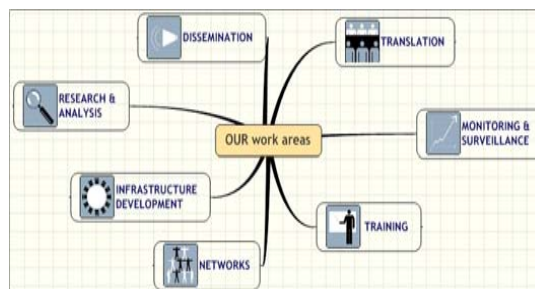 DISSEMINATION
TRANSLATION
RESEARCH &
ANALYSIS
OUR work areas
MONITORING &
SURVEILLANCE
INFRASTRUCTURE
DEVELOPMENT
TRAINING
NETWORKS